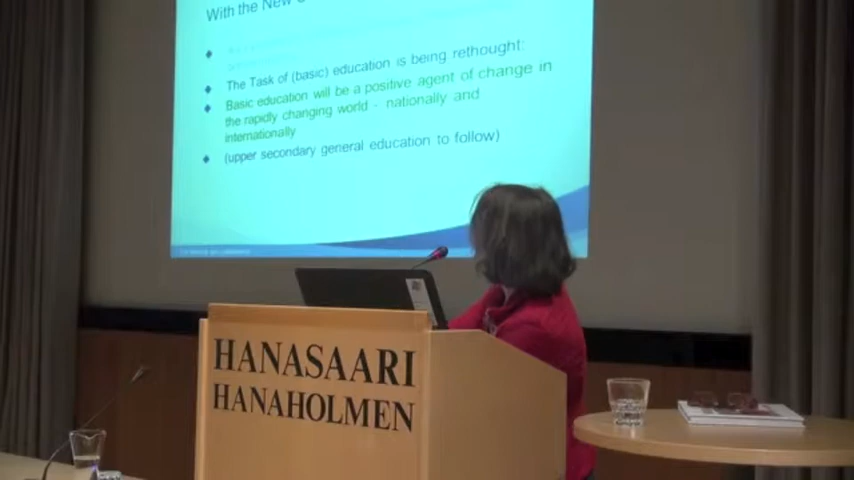 With the New
The Task of (basic) education is being rethought:
Basic education will be a positive agent of change in
the rapidly changing world - nationally and
internationally
(upper secondary general education to follow)
HANASAARI
HANAHOLMEN